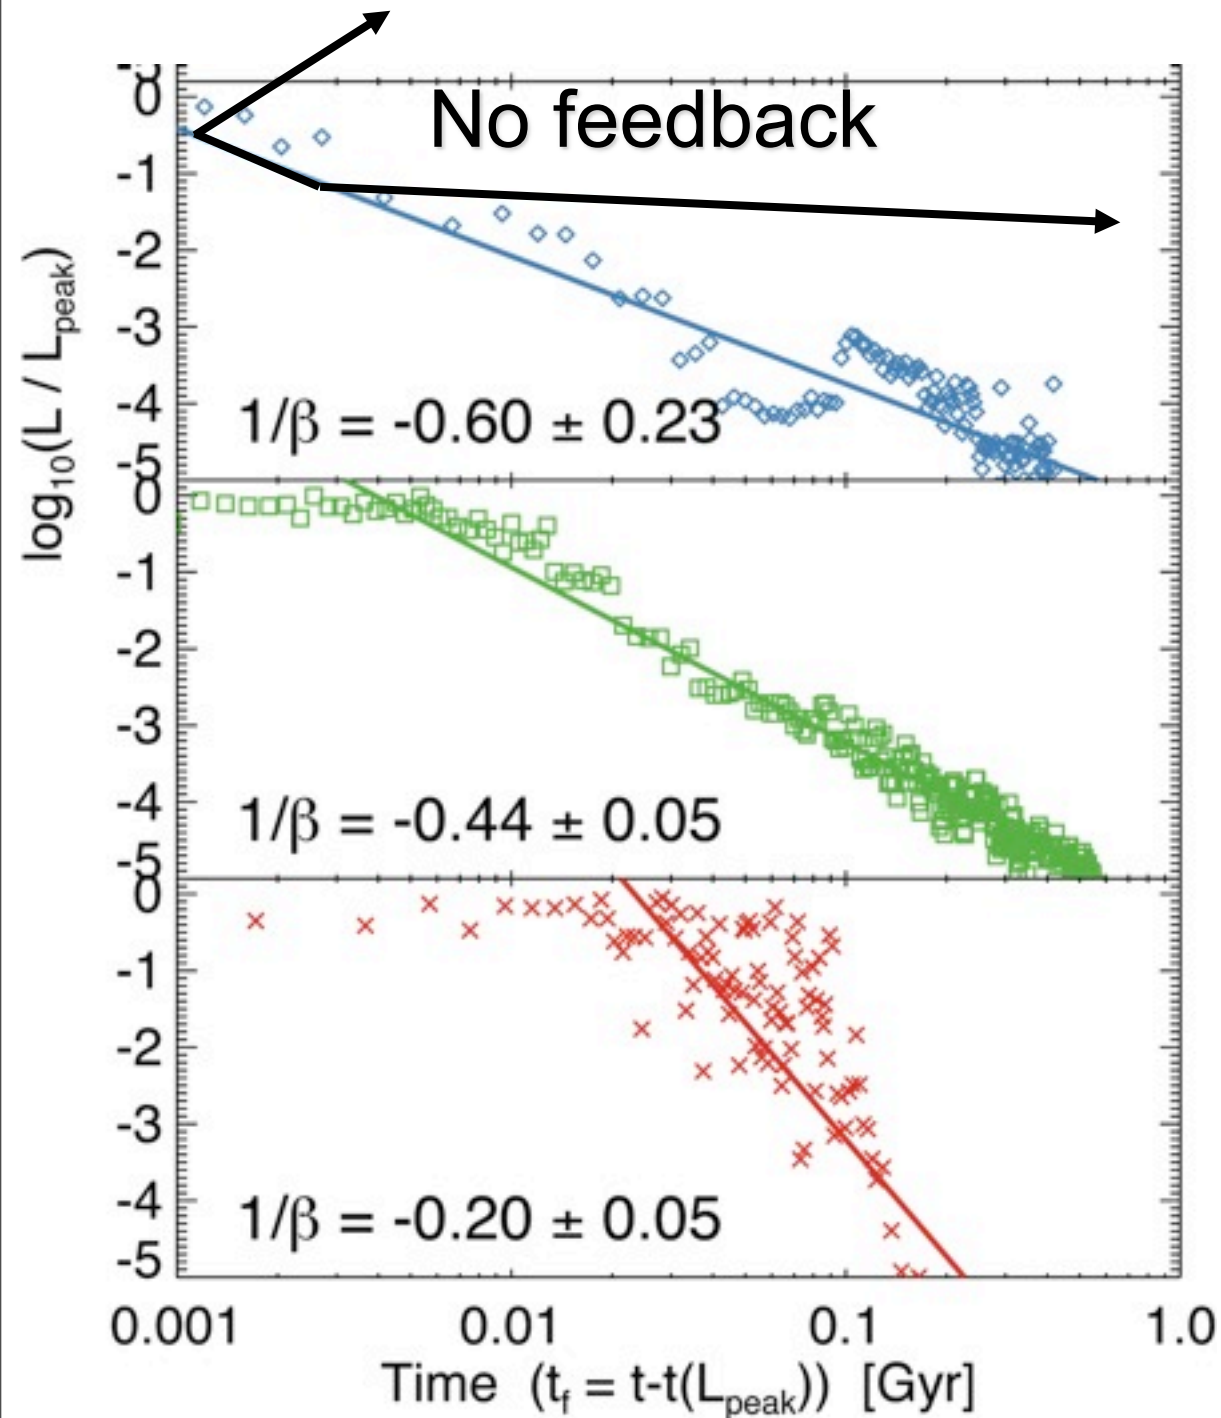 No feedback
0
-1
-2
-3
-4
-5
1/β = -0.60 ± 0.23
0
-1
-2
-3
-4
-5
1/β = -0.44 ± 0.05
0
-1
-2
-3
-4
-5
1/β = -0.20 ± 0.05
log₁₀(L / Lpeak)
0.001 0.01 0.1 1.0
Time (tf = t-t(Lpeak)) [Gyr]